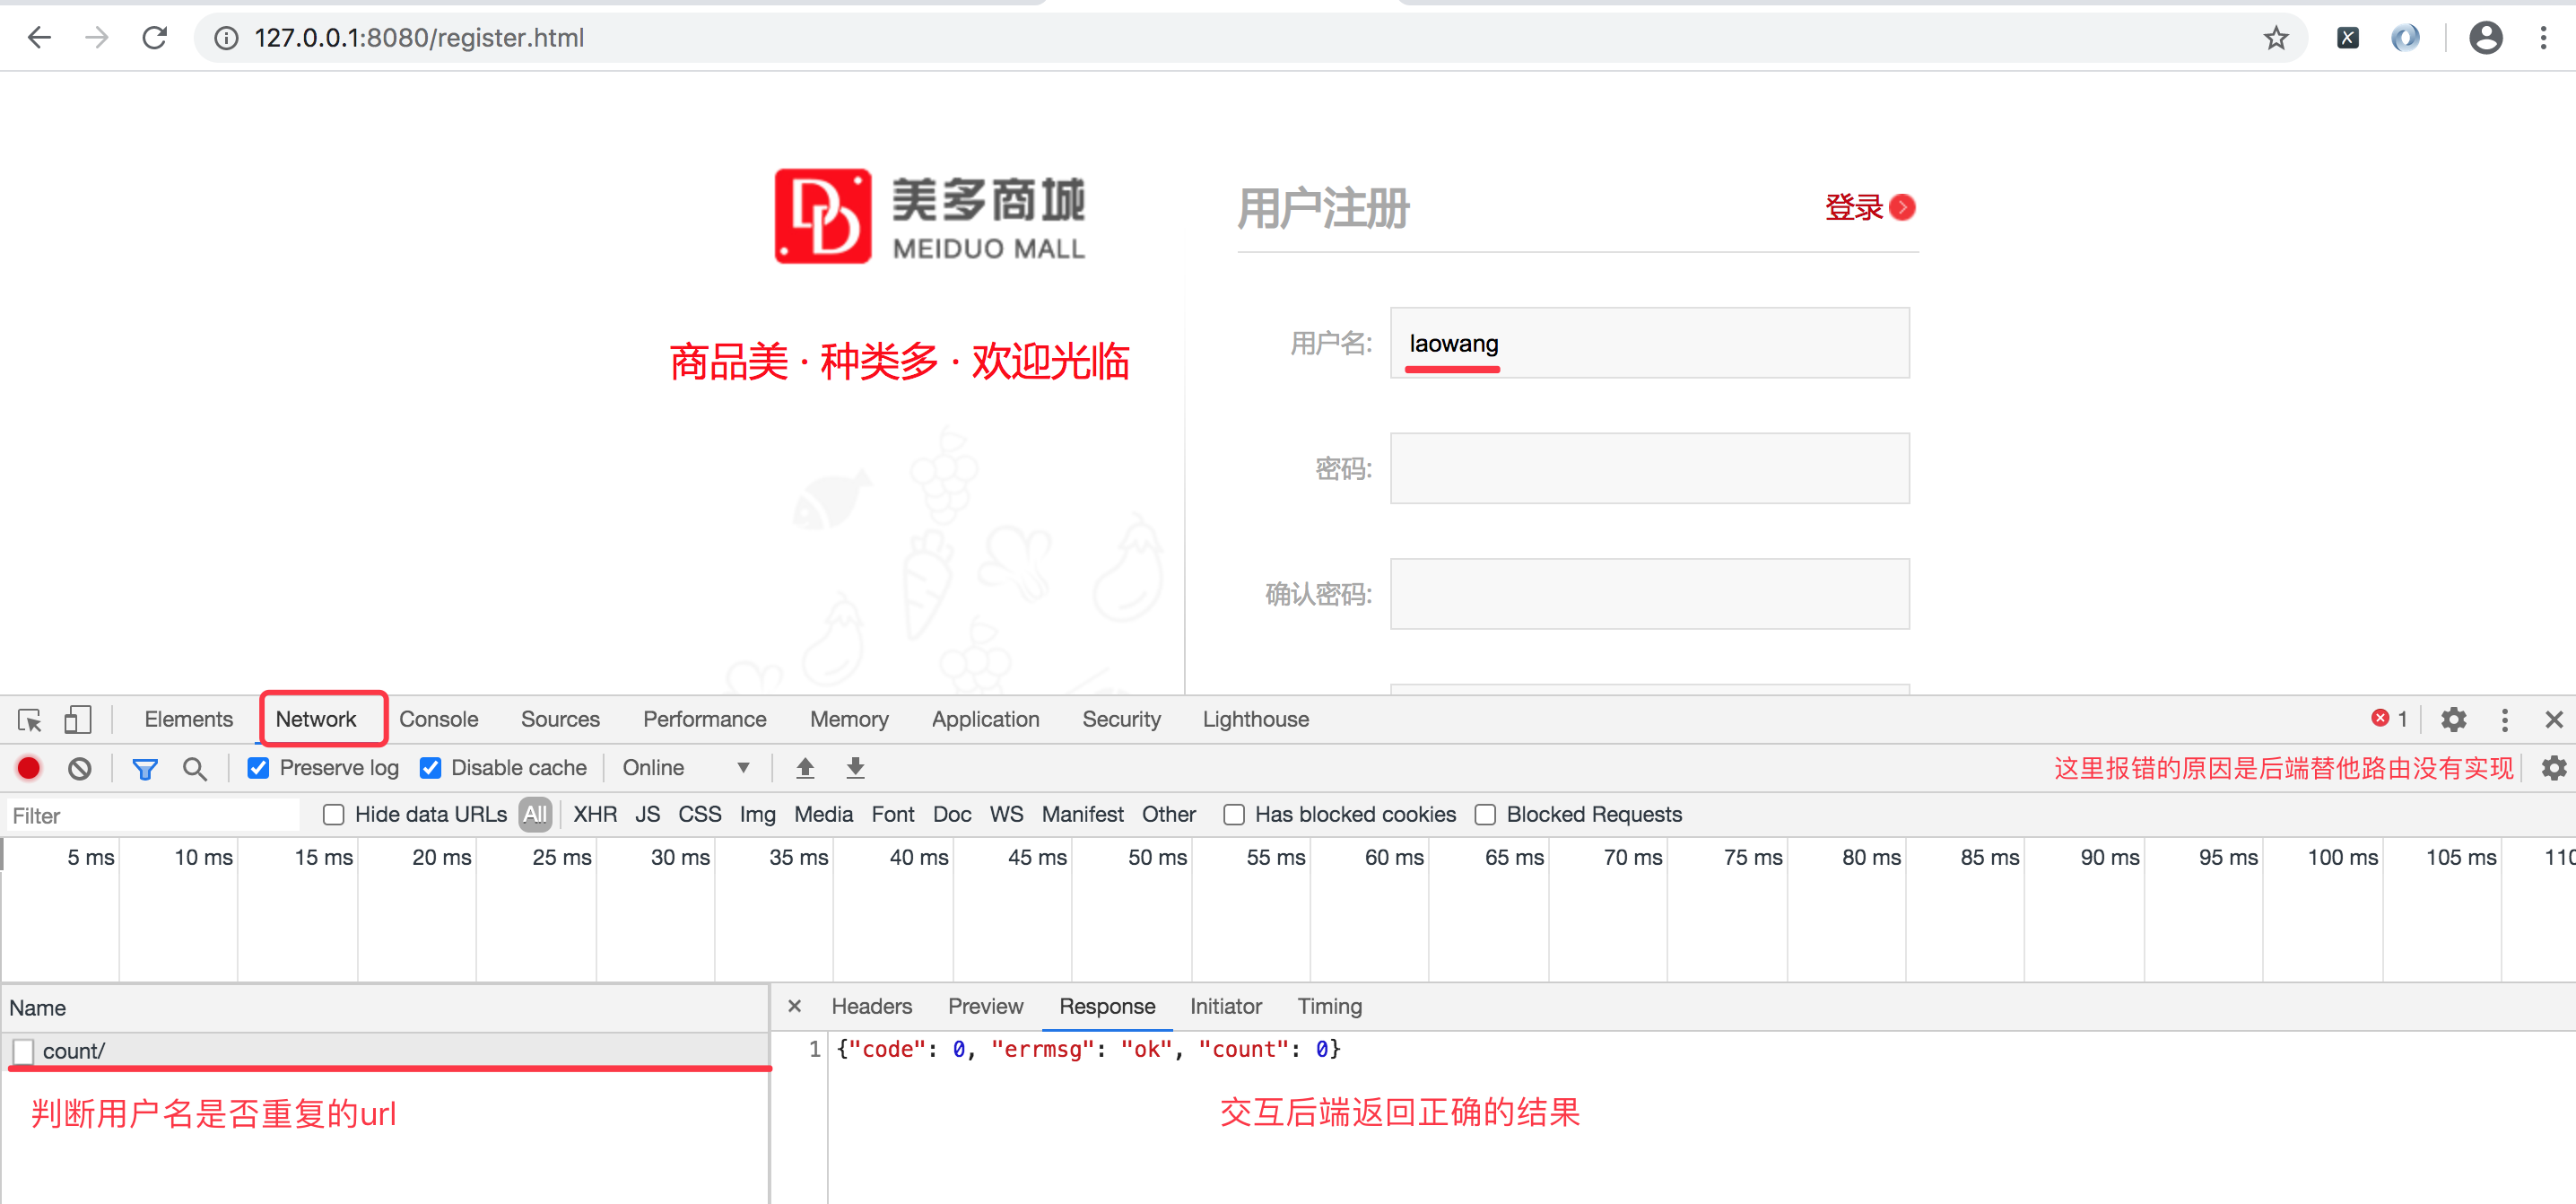 127.0.0.1:8080/register.html
美多商城
MEIDUO MALL
商品美 · 种类多 · 欢迎光临
用户注册
登录
用户名:
laowang
密码:
确认密码:
Elements Network Console Sources Performance Memory Application Security Lighthouse 1
Preserve log Disable cache Online 这里报错的原因是后端替他路由没有实现
Filter Hide data URLs All XHR JS CSS Img Media Font Doc WS Manifest Other Has blocked cookies Blocked Requests
5 ms 10 ms 15 ms 20 ms 25 ms 30 ms 35 ms 40 ms 45 ms 50 ms 55 ms 60 ms 65 ms 70 ms 75 ms 80 ms 85 ms 90 ms 95 ms 100 ms 105 ms 110
Name
Headers Preview Response Initiator Timing
count/
1 {"code": 0, "errmsg": "ok", "count": 0}
判断用户名是否重复的url
交互后端返回正确的结果